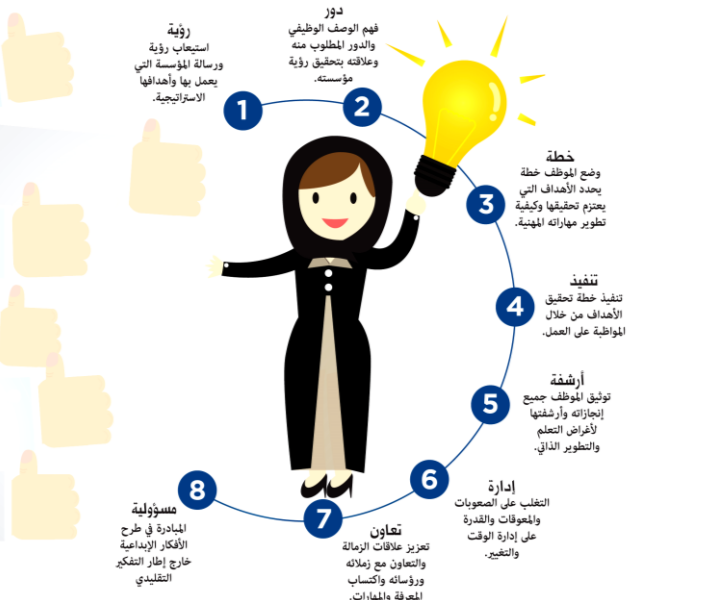 1
رؤية
استيعاب رؤية
ورسالة المؤسسة التي
يعمل بها وأهدافها
الاستراتيجية.
2
دور
فهم الوصف الوظيفي
والدور المطلوب منه
وعلاقته بتحقيق رؤية
مؤسسته.
3
خطة
وضع الموظف خطة
يحدد الأهداف التي
يعتزم تحقيقها وكيفية
تطوير مهاراته المهنية.
4
تنفيذ
تنفيذ خطة تحقيق
الأهداف من خلال
المواظبة على العمل.
5
أرشفة
توثيق الموظف جميع
إنجازاته وأرشفتها
لأغراض التعلم
والتطوير الذاتي.
6
إدارة
التغلب على الصعوبات
والمعوقات والقدرة
على إدارة الوقت
والتغيير.
7
تعاون
تعزيز علاقات الزمالة
والتعاون مع زملائه
ورؤسائه واكتساب
المعرفة والمهارات.
8
مسؤولية
المبادرة في طرح
الأفكار الإبداعية
خارج إطار التفكير
التقليدي